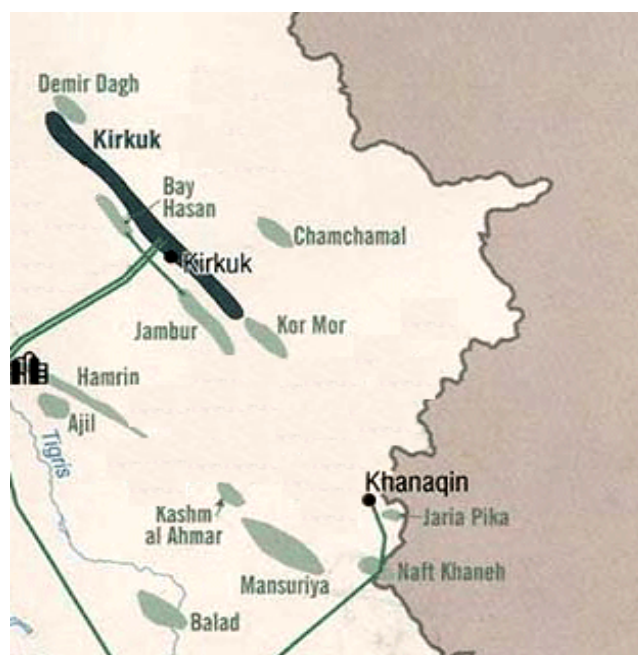 Demir Dagh
Kirkuk
Bay
Hasan
Chamchamal
Kirkuk
Jambur
Kor Mor
Hamrin
Ajil
Tigris
Khanaqin
Kashm
al Ahmar
Jaria Pika
Mansuriya
Naft Khaneh
Balad